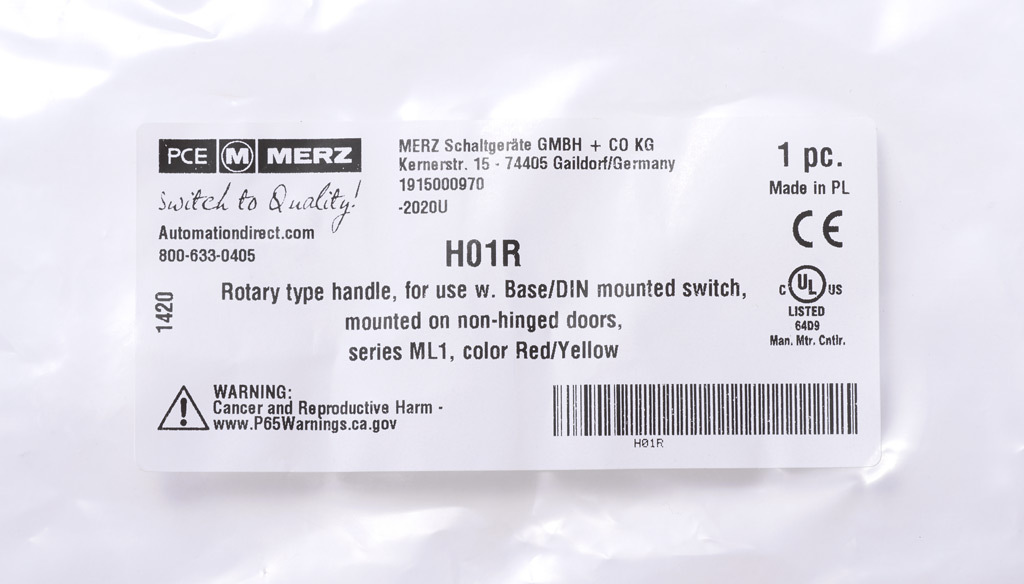 PCE M MERZ
Switch to Quality!
Automationdirect.com
800-633-0405
MERZ Schaltgeräte GMBH + CO KG
Kernerstr. 15 - 74405 Gaildorf/Germany
1915000970
-2020U
1 pc.
Made in PL
CE
H01R
Rotary type handle, for use w. Base/DIN mounted switch,
mounted on non-hinged doors,
series ML1, color Red/Yellow
1420
C UL US
LISTED
64D9
Man. Mtr. Cntlr.
WARNING:
Cancer and Reproductive Harm -
www.P65Warnings.ca.gov
H01R